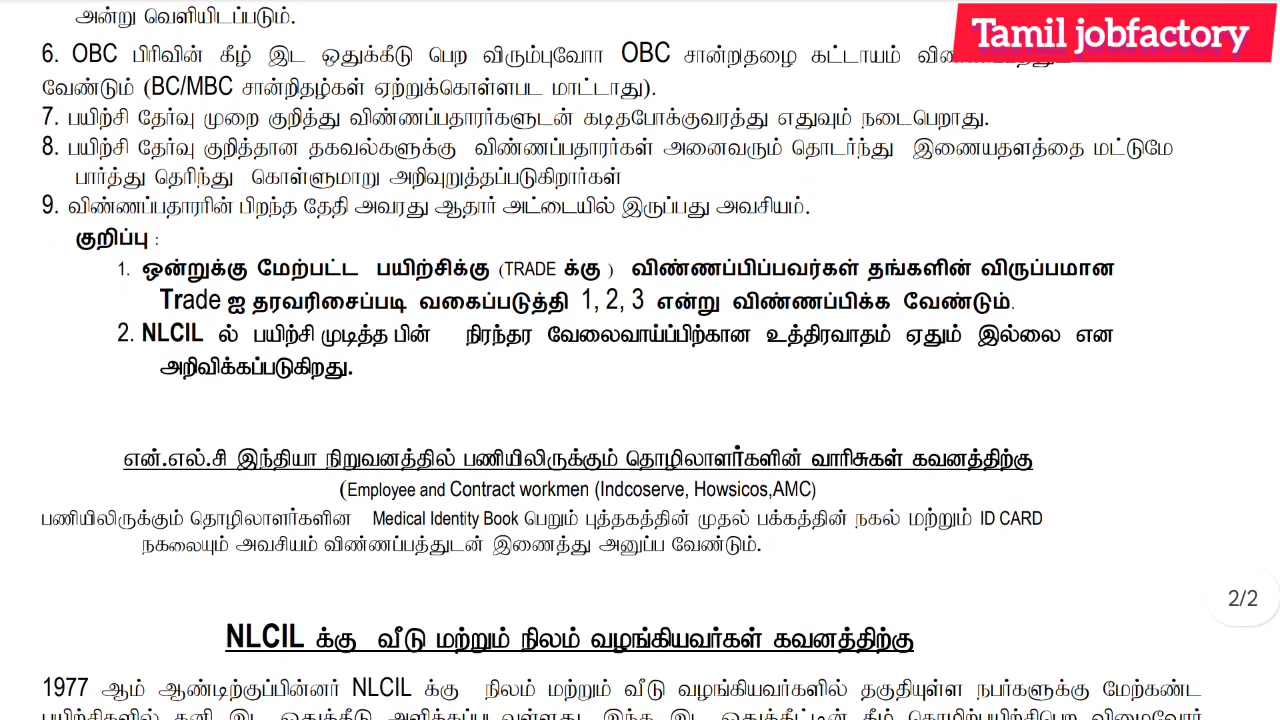 அன்று வெளியிடப்படும்.
Tamil jobfactory
6. OBC பிரிவின் கீழ் இட ஒதுக்கீடு பெற விரும்புவோா OBC சான்றதழை கட்டாயம்
வேண்டும் (BC/MBC சான்றிதழ்கள் ஏற்றுக்கொள்ளபட மாட்டாது).
7. பயிற்சி தேர்வு முறை குறித்து விண்ணப்பதாரர்களுடன் கடிதபோக்குவரத்து எதுவும் நடைபெறாது.
8. பயிற்சி தேர்வு குறித்தான தகவல்களுக்கு விண்ணப்பதாரர்கள் அனைவரும் தொடர்ந்து இணையதளத்தை மட்டுமே
பார்த்து தெரிந்து கொள்ளுமாறு அறிவுறுத்தப்படுகிறார்கள்
9. விண்ணப்பதாரரின் பிறந்த தேதி அவரது ஆதார் அட்டையில் இருப்பது அவசியம்.
குறிப்பு :
1. ஒன்றுக்கு மேற்பட்ட பயிற்சிக்கு (TRADE க்கு ) விண்ணப்பிப்பவர்கள் தங்களின் விருப்பமான
Trade ஐ தரவரிசைப்படி வகைப்படுத்தி 1, 2, 3 என்று விண்ணப்பிக்க வேண்டும்.
2. NLCIL ல் பயிற்சி முடித்த பின் நிரந்தர வேலைவாய்ப்பிற்கான உத்திரவாதம் ஏதும் இல்லை என
அறிவிக்கப்படுகிறது.
என்.எல்.சி இந்தியா நிறுவனத்தில் பணியிலிருக்கும் தொழிலாளர்களின் வாரிசுகள் கவனத்திற்கு
(Employee and Contract workmen (Indcoserve, Howsicos,AMC)
பணியிலிருக்கும் தொழிலாளர்களின Medical Identity Book பெறும் புத்தகத்தின் முதல் பக்கத்தின் நகல் மற்றும் ID CARD
நகலையும் அவசியம் விண்ணப்பத்துடன் இணைத்து அனுப்ப வேண்டும்.
2/2
NLCIL க்கு வீடு மற்றும் நிலம் வழங்கியவர்கள் கவனத்திற்கு
1977 ஆம் ஆண்டிற்குப்பின்னர் NLCIL க்கு நிலம் மற்றும் வீடு வழங்கியவர்களில் தகுதியுள்ள நபர்களுக்கு மேற்கண்ட